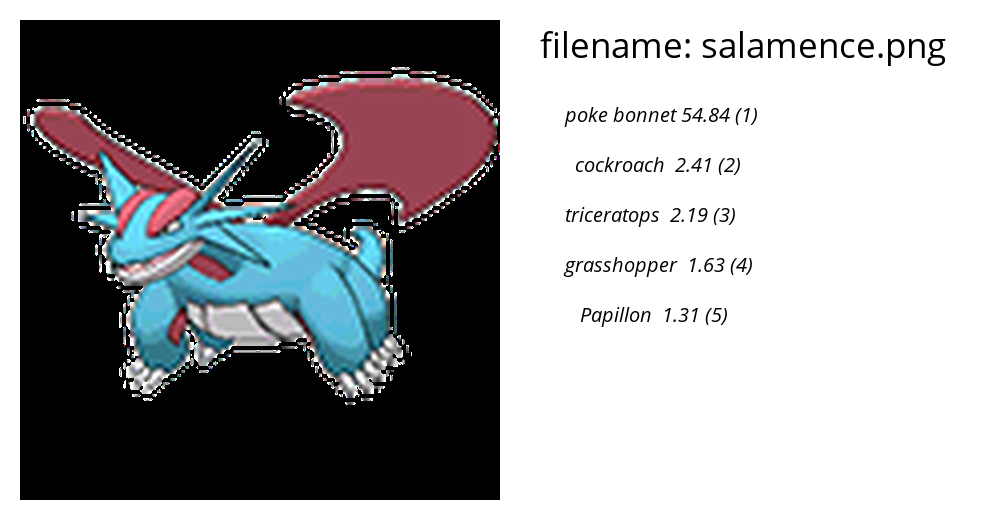 filename: salamence.png
poke bonnet 54.84 (1)
cockroach 2.41 (2)
triceratops 2.19 (3)
grasshopper 1.63 (4)
Papillon 1.31 (5)